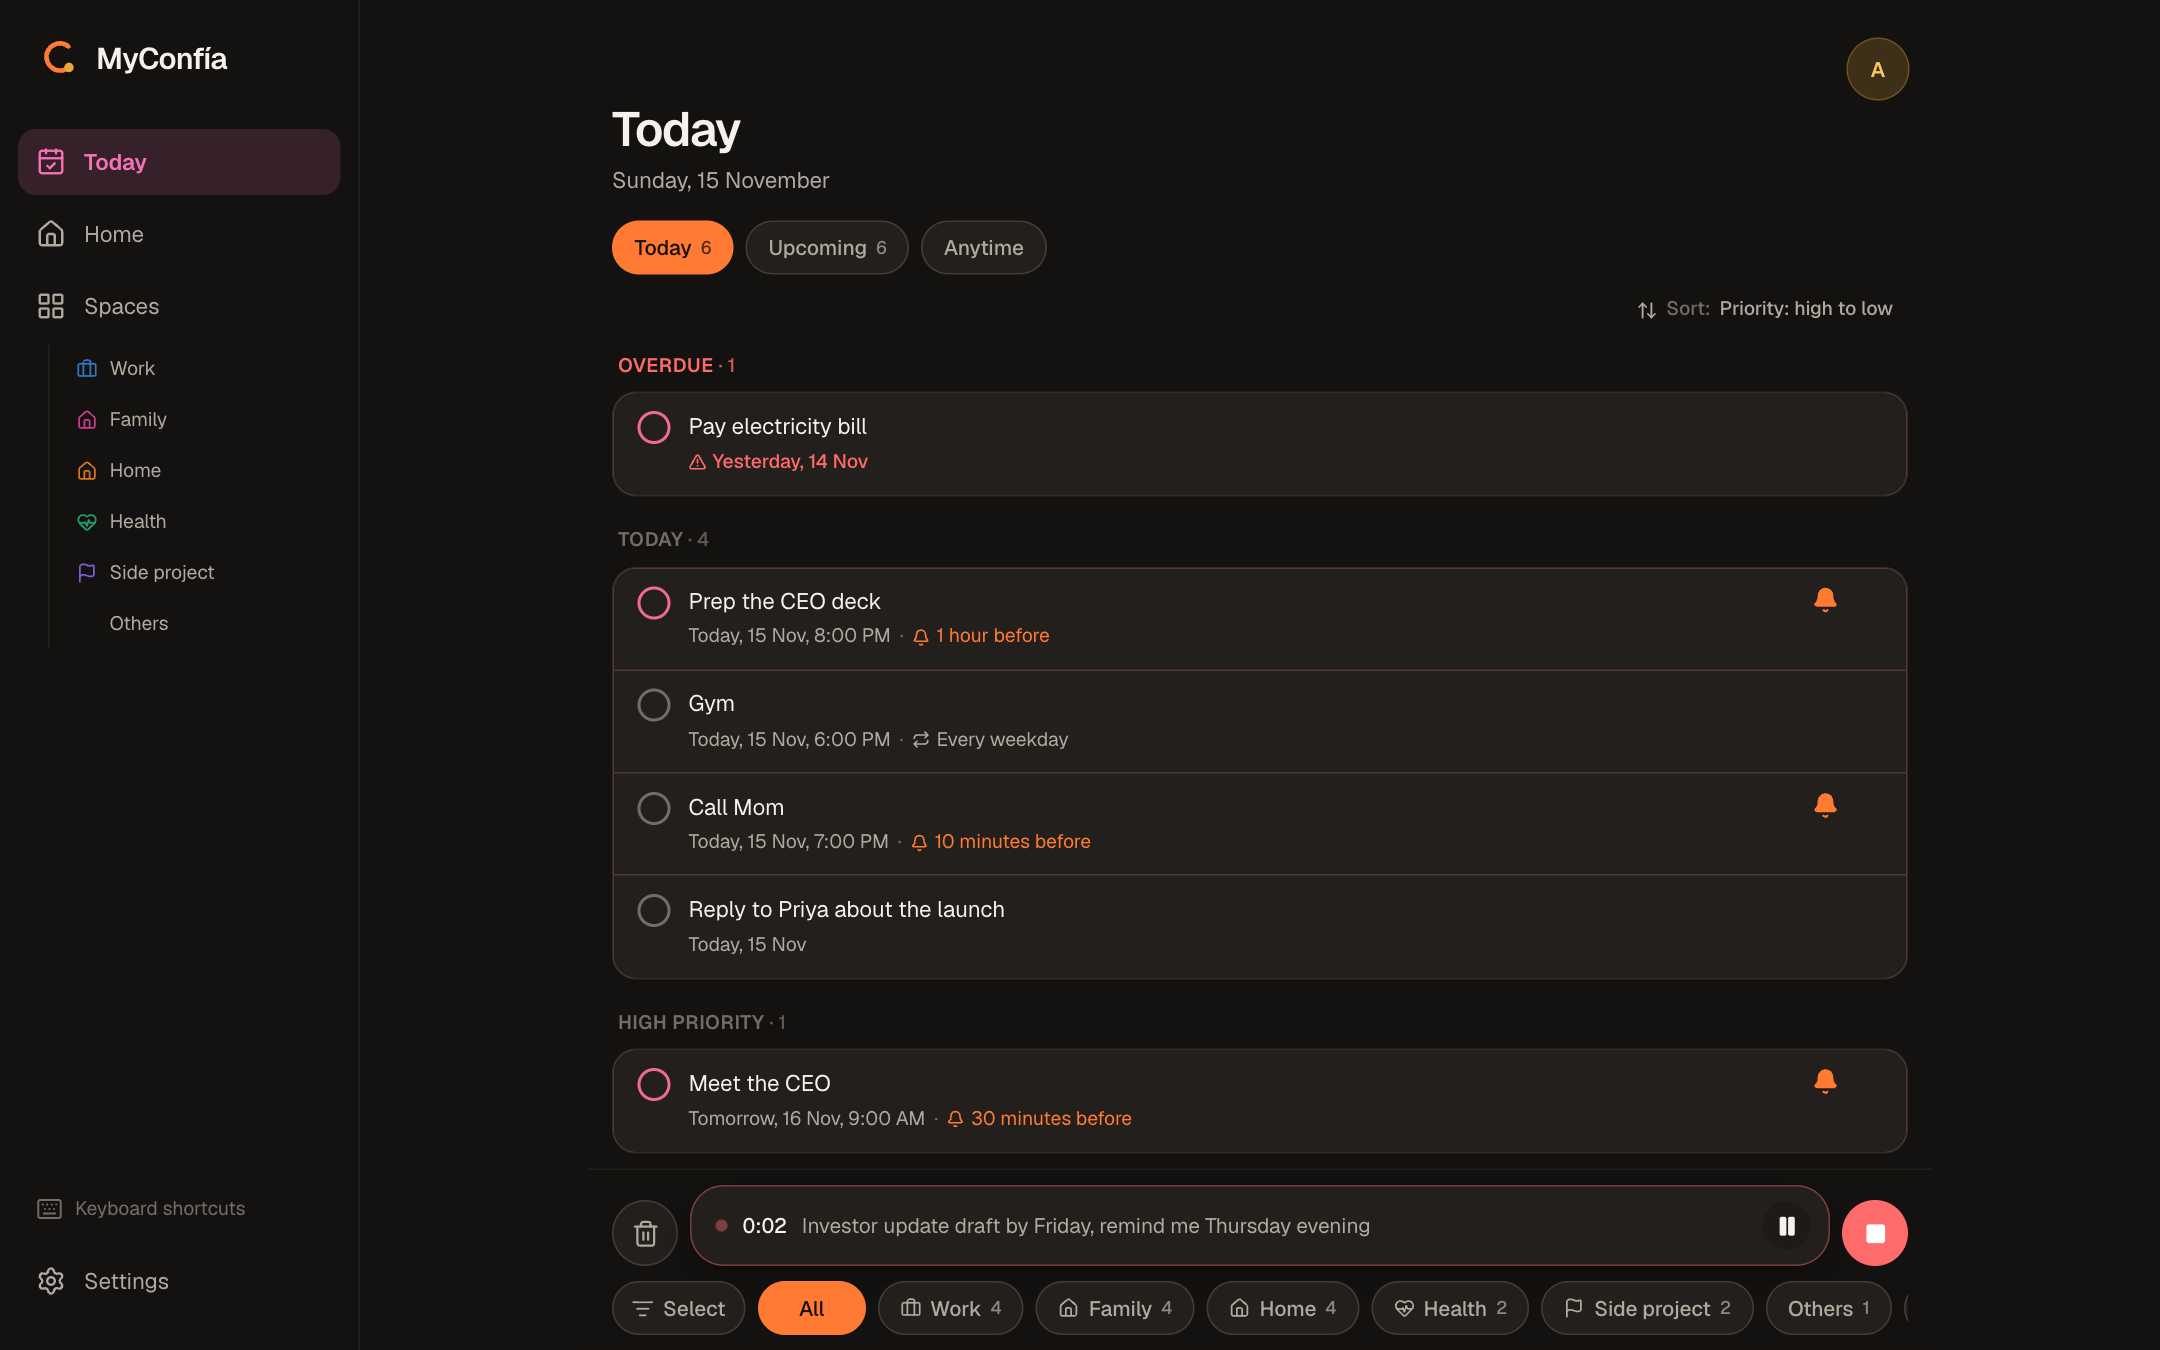 MyConfía
Today
Home
Spaces
Work
Family
Home
Health
Side project
Others
Keyboard shortcuts
Settings
A
Today
Sunday, 15 November
Today 6
Upcoming 6
Anytime
Sort: Priority: high to low
OVERDUE · 1
Pay electricity bill
Yesterday, 14 Nov
TODAY · 4
Prep the CEO deck
Today, 15 Nov, 8:00 PM · 1 hour before
Gym
Today, 15 Nov, 6:00 PM · Every weekday
Call Mom
Today, 15 Nov, 7:00 PM · 10 minutes before
Reply to Priya about the launch
Today, 15 Nov
HIGH PRIORITY · 1
Meet the CEO
Tomorrow, 16 Nov, 9:00 AM · 30 minutes before
0:02 Investor update draft by Friday, remind me Thursday evening
Select
All
Work 4
Family 4
Home 4
Health 2
Side project 2
Others 1